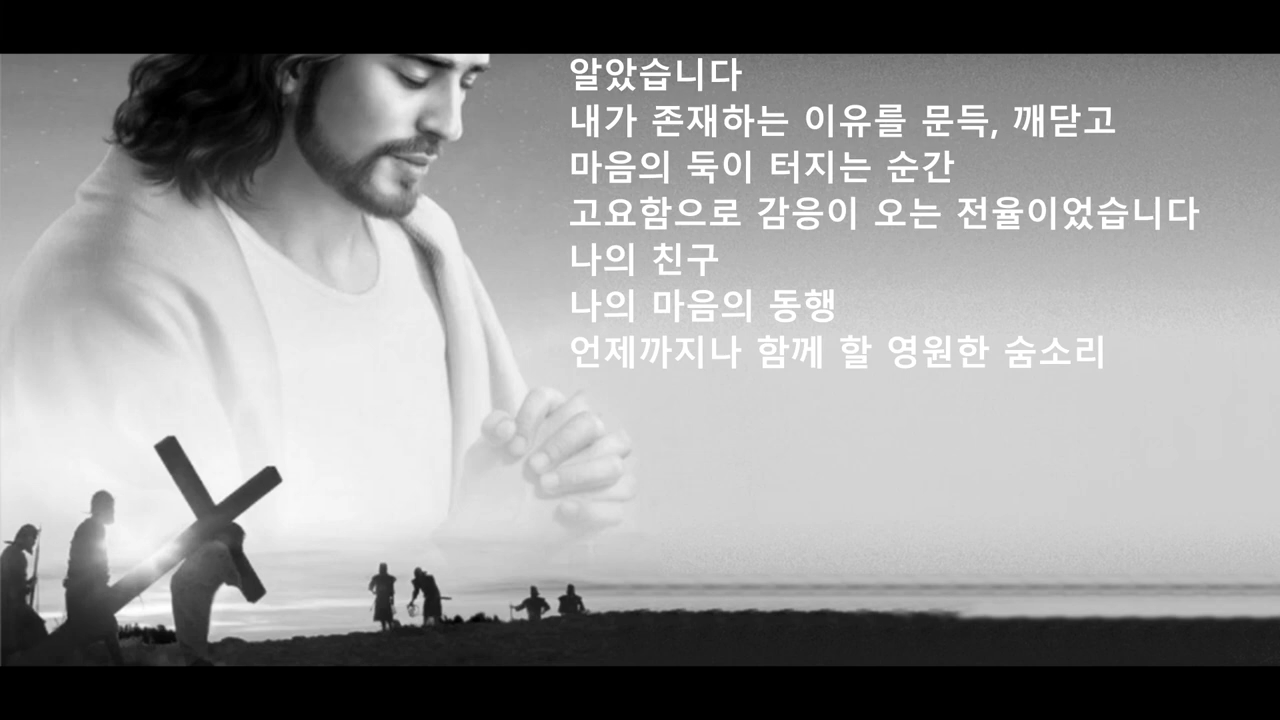 알았습니다
내가 존재하는 이유를 문득, 깨닫고
마음의 둑이 터지는 순간
고요함으로 감응이 오는 전율이었습니다
나의 친구
나의 마음의 동행
언제까지나 함께 할 영원한 숨소리